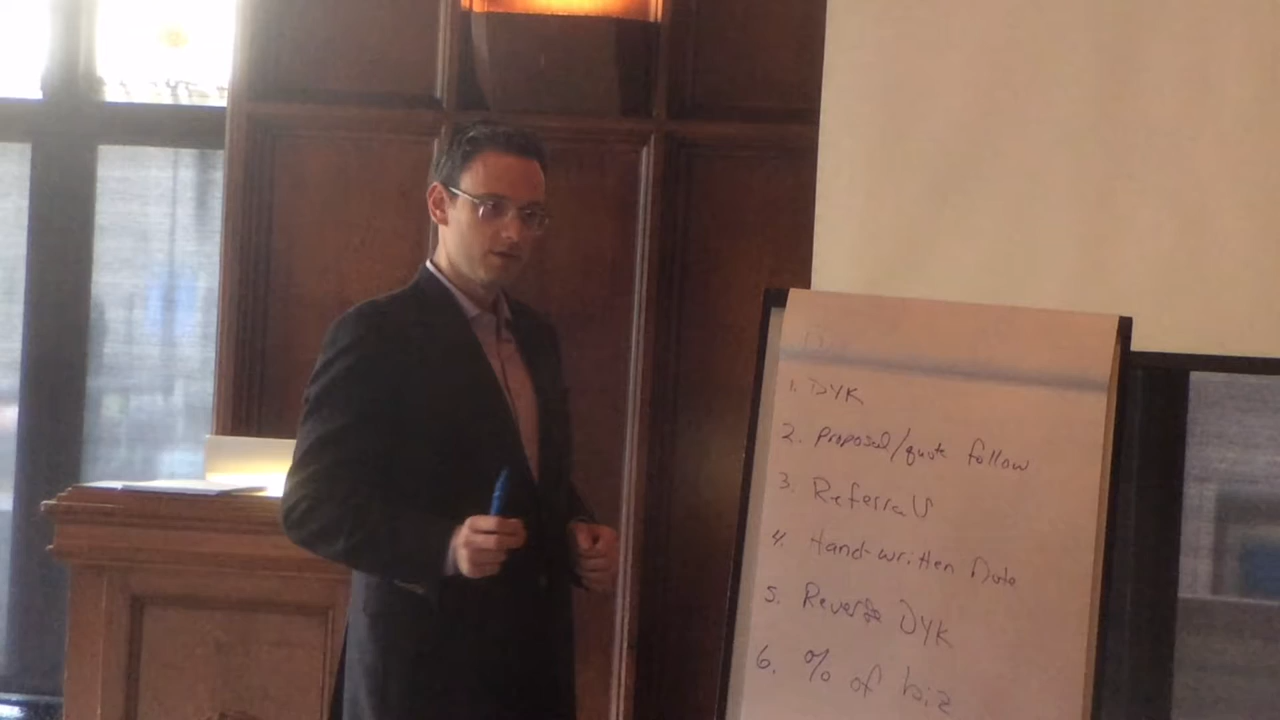 1. DYK
2. Proposal/quote follow
3. Referrals
4. Hand-written Note
5. Reverse DYK
6. % of biz